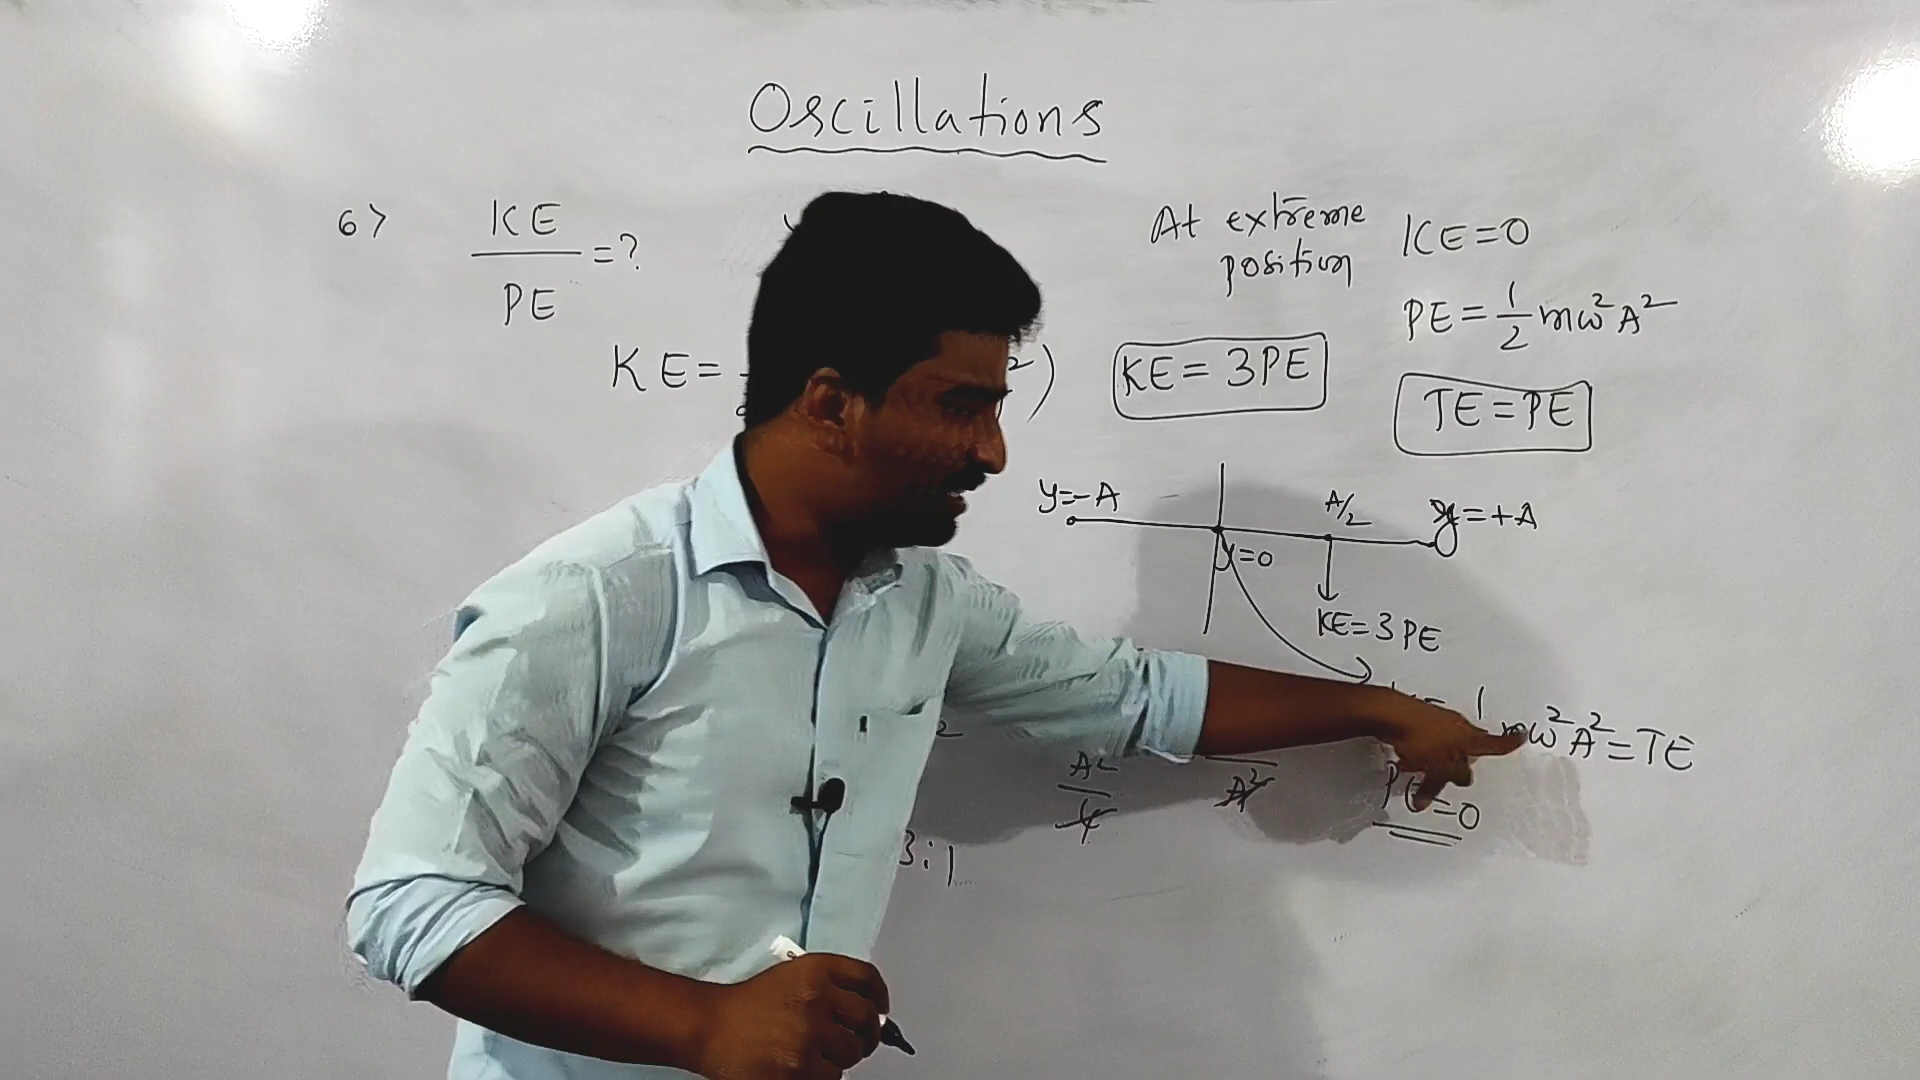 Oscillations
6> KE/PE=?
KE=
²)
KE=3PE
At extreme
position
KE=0
PE=1/2 mω²A²
TE=PE
y=-A
A/2
y=+A
y=0
KE=3PE
mω²A²=TE
PE=0
A²/4
A²
3:1